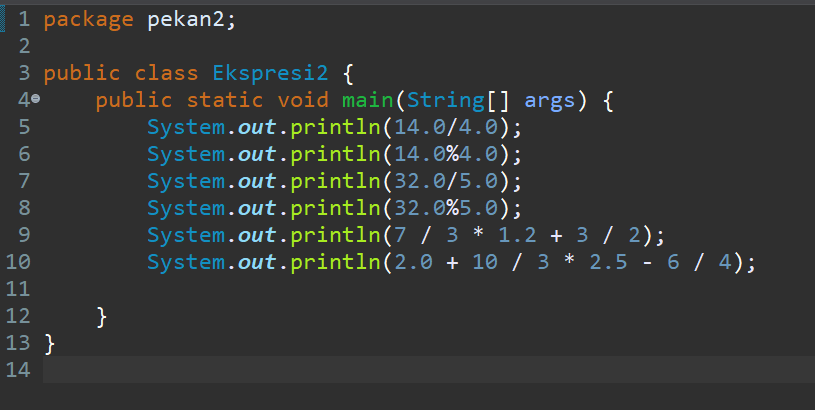 1 package pekan2;
2
3 public class Ekspresi2 {
4     public static void main(String[] args) {
5         System.out.println(14.0/4.0);
6         System.out.println(14.0%4.0);
7         System.out.println(32.0/5.0);
8         System.out.println(32.0%5.0);
9         System.out.println(7 / 3 * 1.2 + 3 / 2);
10         System.out.println(2.0 + 10 / 3 * 2.5 - 6 / 4);
11
12     }
13 }
14